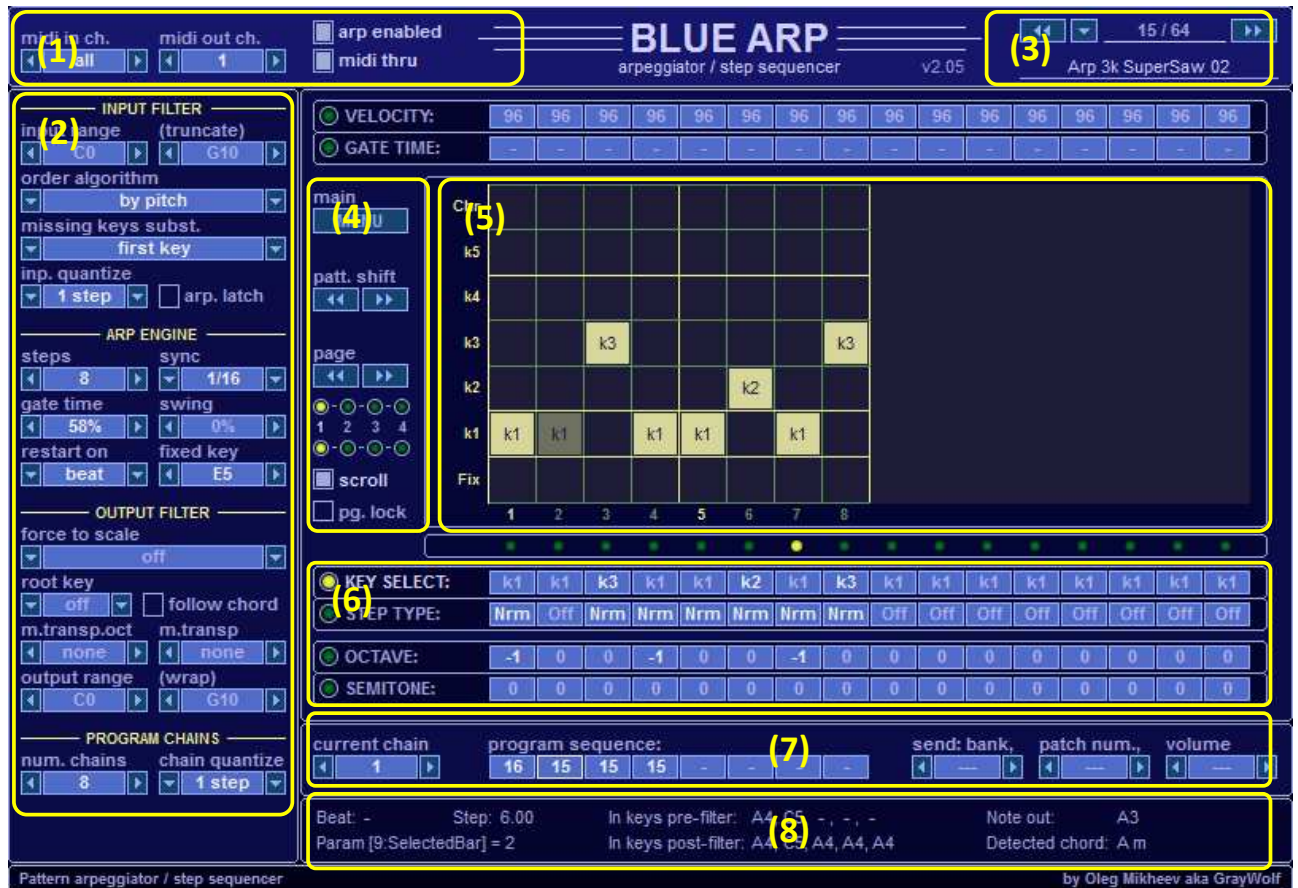 midi in ch. midi out ch.
(1)
all 1
arp enabled
midi thru
BLUE ARP
arpeggiator / step sequencer v2.05
(3)
15 / 64
Arp 3k SuperSaw 02
INPUT FILTER
(2)
input range (truncate)
C0 G10
order algorithm
by pitch
missing keys subst.
first key
inp. quantize
1 step arp. latch
ARP ENGINE
steps sync
8 1/16
gate time swing
58% 0%
restart on fixed key
beat E5
OUTPUT FILTER
force to scale
off
root key
off follow chord
m.transp.oct m.transp
none none
output range (wrap)
C0 G10
PROGRAM CHAINS
num. chains chain quantize
8 1 step
VELOCITY: 96 96 96 96 96 96 96 96 96 96 96 96 96 96 96 96
GATE TIME: - - - - - - - - - - - - - - - -
main
(4)
MENU
patt. shift
page
1 2 3 4
scroll
pg. lock
(5)
Chr
k5
k4
k3 k3 k3
k2 k2
k1 k1 k1 k1 k1 k1
Fix
1 2 3 4 5 6 7 8
(6)
KEY SELECT: k1 k1 k3 k1 k1 k2 k1 k3 k1 k1 k1 k1 k1 k1 k1 k1
STEP TYPE: Nrm Off Nrm Nrm Nrm Nrm Nrm Nrm Off Off Off Off Off Off Off Off
OCTAVE: -1 0 0 -1 0 0 -1 0 0 0 0 0 0 0 0 0
SEMITONE: 0 0 0 0 0 0 0 0 0 0 0 0 0 0 0 0
current chain program sequence: (7) send: bank, patch num., volume
1 16 15 15 15 - - - - --- --- ---
Beat: - Step: 6.00 In keys pre-filter: A4, C5, - , - , - Note out: A3
(8)
Param [9:SelectedBar] = 2 In keys post-filter: A4, C5, A4, A4, A4 Detected chord: A m
Pattern arpeggiator / step sequencer by Oleg Mikheev aka GrayWolf